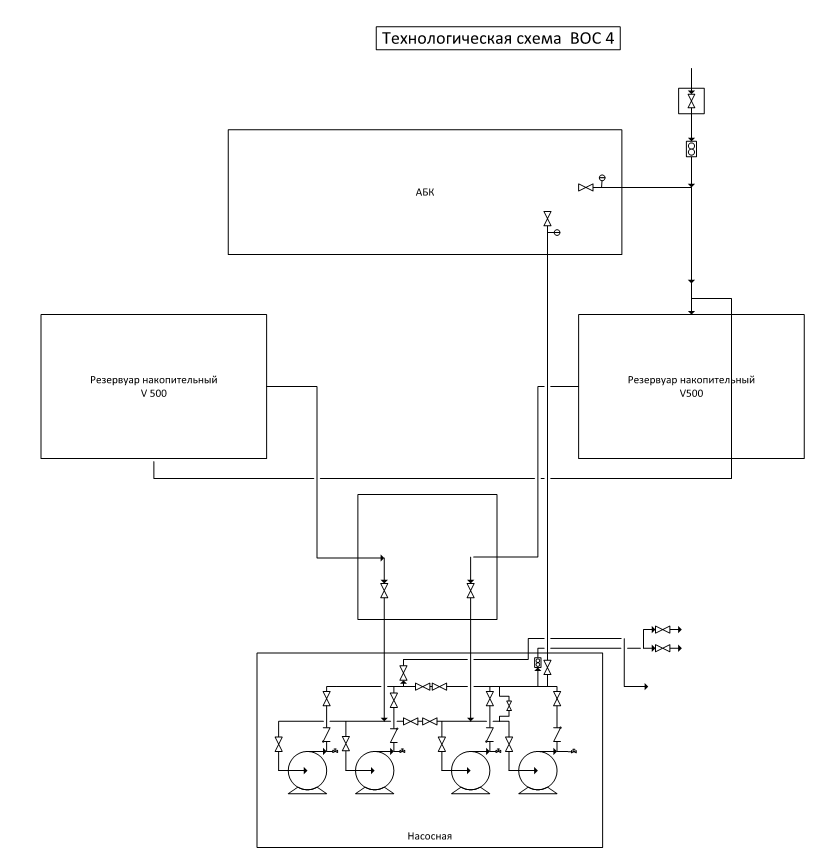 Технологическая схема ВОС 4
АБК
Резервуар накопительный
V 500
Резервуар накопительный
V500
Насосная